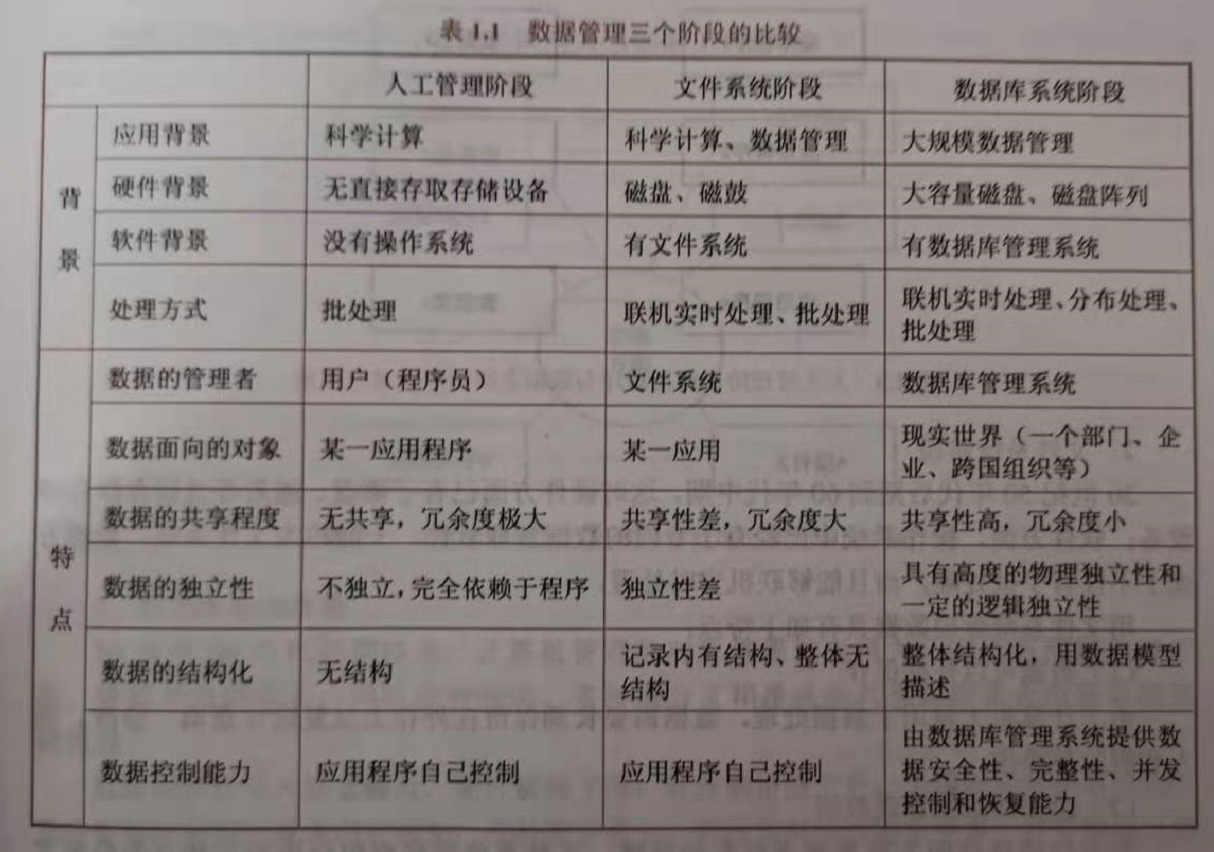 表 1.1 数据管理三个阶段的比较
人工管理阶段 文件系统阶段 数据库系统阶段
背景
应用背景 科学计算 科学计算、数据管理 大规模数据管理
硬件背景 无直接存取存储设备 磁盘、磁鼓 大容量磁盘、磁盘阵列
软件背景 没有操作系统 有文件系统 有数据库管理系统
处理方式 批处理 联机实时处理、批处理 联机实时处理、分布处理、
批处理
特点
数据的管理者 用户（程序员） 文件系统 数据库管理系统
数据面向的对象 某一应用程序 某一应用 现实世界（一个部门、企
业、跨国组织等）
数据的共享程度 无共享，冗余度极大 共享性差，冗余度大 共享性高，冗余度小
数据的独立性 不独立，完全依赖于程序 独立性差 具有高度的物理独立性和
一定的逻辑独立性
数据的结构化 无结构 记录内有结构、整体无
结构 整体结构化，用数据模型
描述
数据控制能力 应用程序自己控制 应用程序自己控制 由数据库管理系统提供数
据安全性、完整性、并发
控制和恢复能力